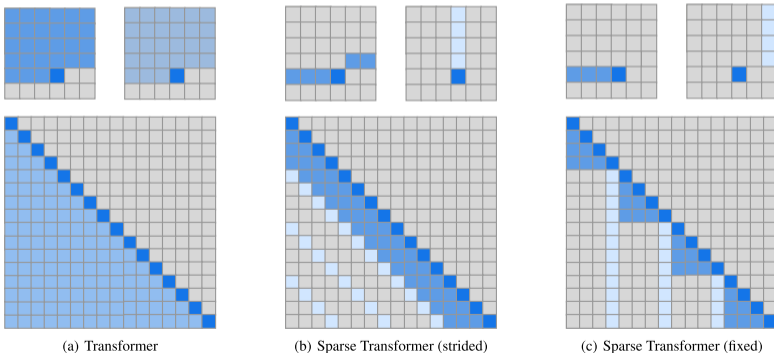 (a) Transformer
(b) Sparse Transformer (strided)
(c) Sparse Transformer (fixed)